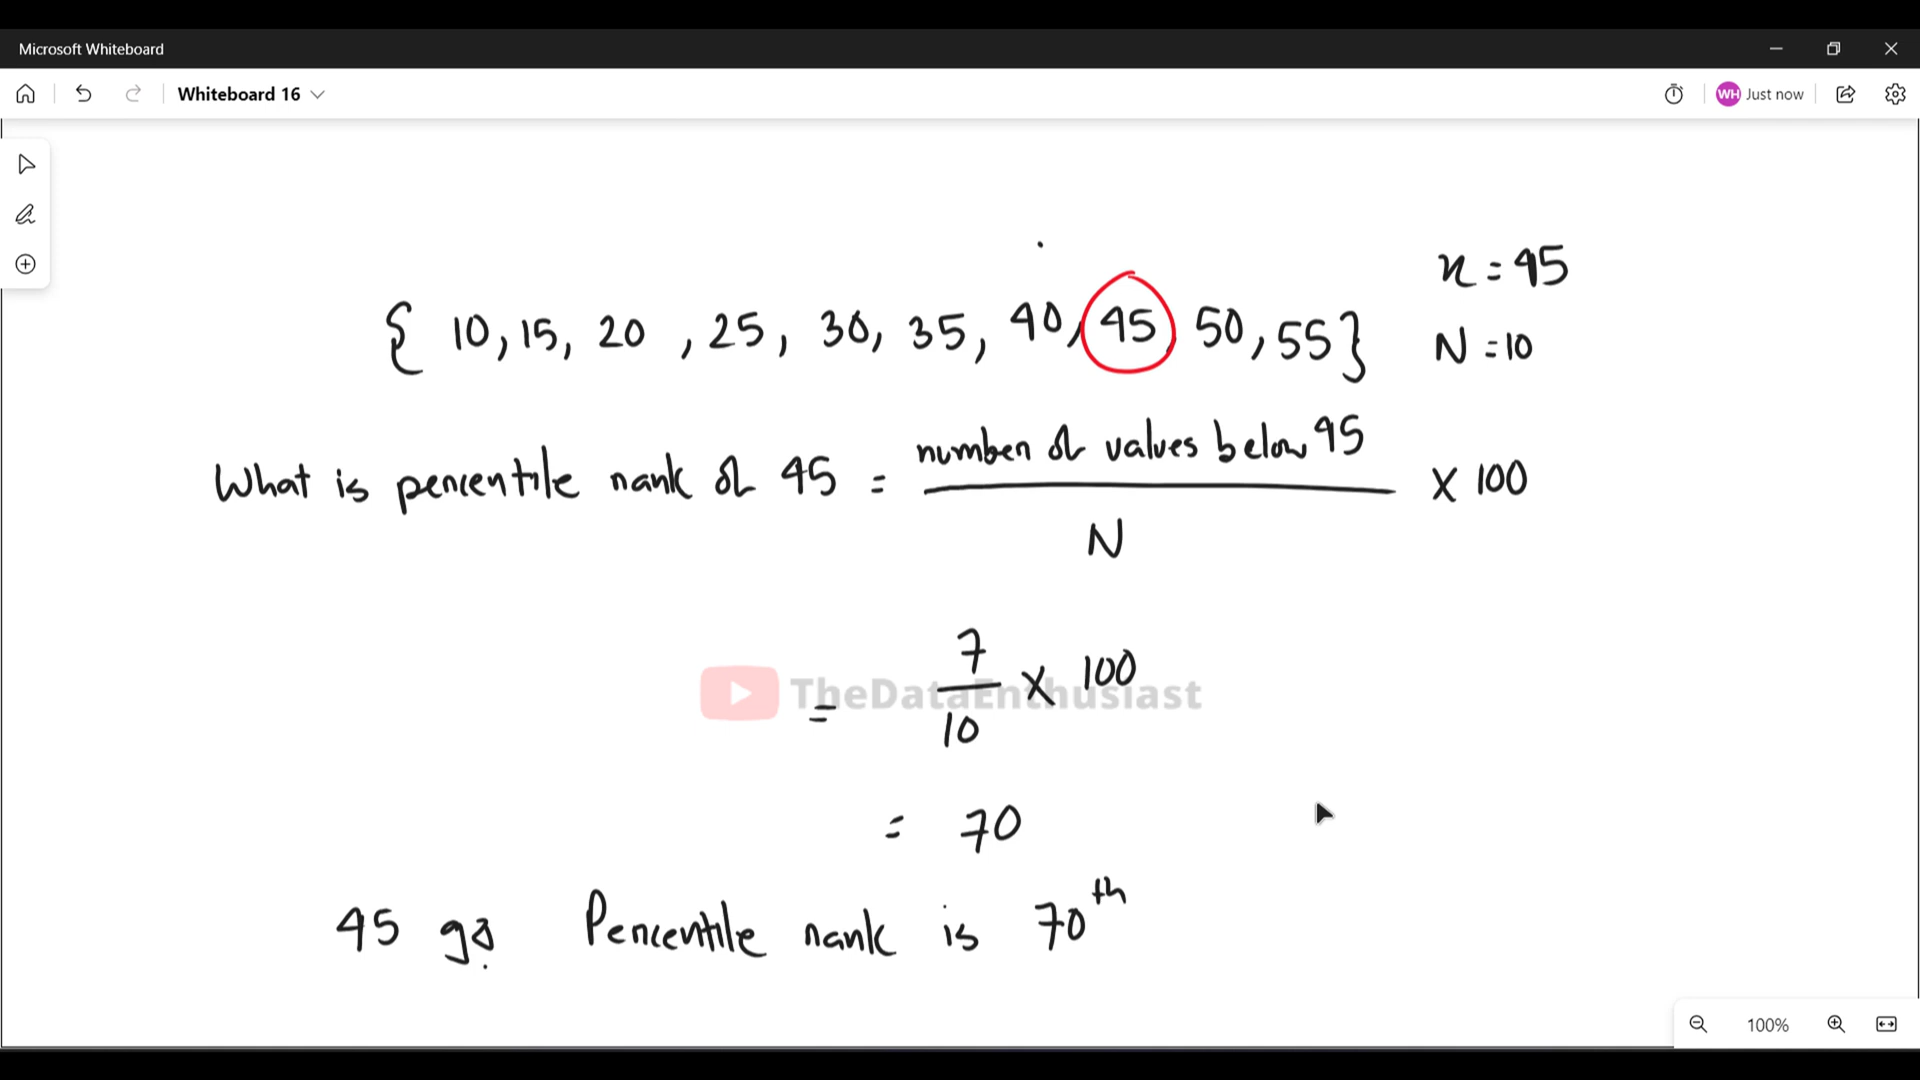 Microsoft Whiteboard
Whiteboard 16
WH Just now
x = 45
{ 10, 15, 20 , 25, 30, 35, 40, 45, 50, 55}
N = 10
What is percentile rank of 45 = number of values below 45 / N × 100
TheDataEnthusiast
= 7/10 × 100
= 70
45 এর Percentile rank is 70th
100%